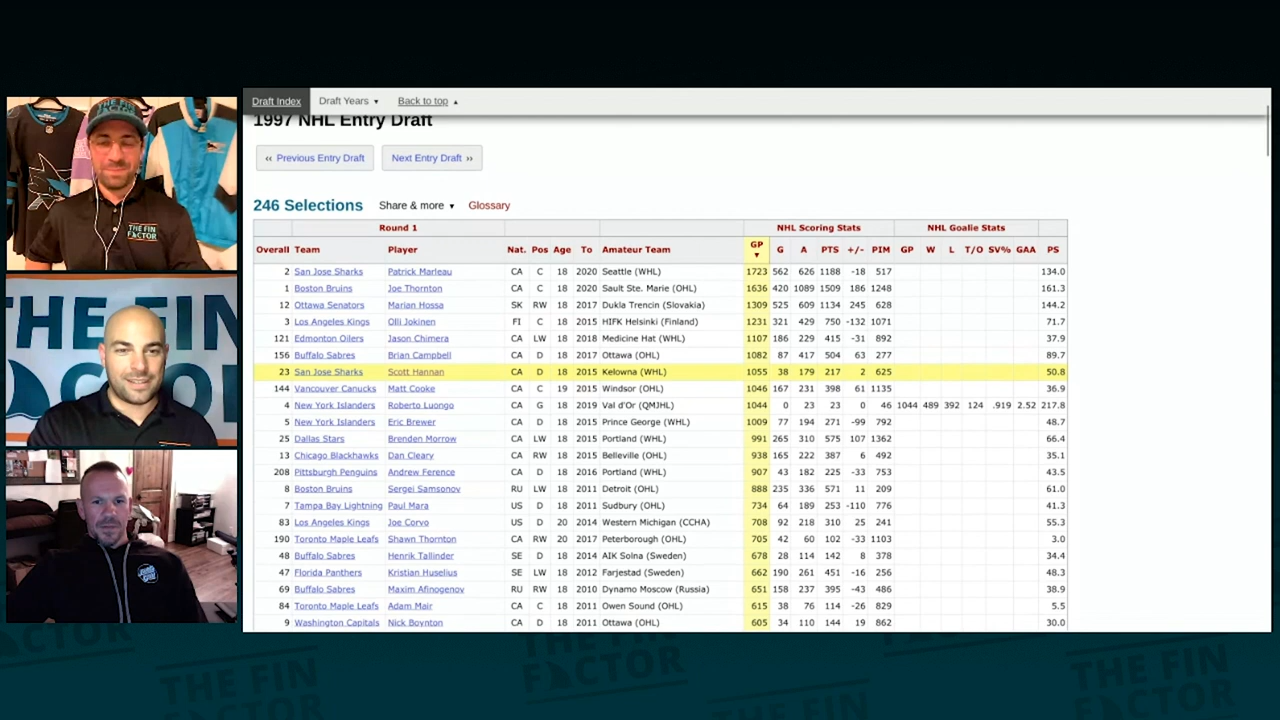 Draft Index Draft Years ▼ Back to top ▲
1997 NHL Entry Draft
‹‹ Previous Entry Draft Next Entry Draft ››
246 Selections Share & more ▼ Glossary
Round 1 NHL Scoring Stats NHL Goalie Stats
Overall Team Player Nat. Pos Age To Amateur Team GP ▼ G A PTS +/- PIM GP W L T/O SV% GAA PS
2 San Jose Sharks Patrick Marleau CA C 18 2020 Seattle (WHL) 1723 562 626 1188 -18 517 134.0
1 Boston Bruins Joe Thornton CA C 18 2020 Sault Ste. Marie (OHL) 1636 420 1089 1509 186 1248 161.3
12 Ottawa Senators Marian Hossa SK RW 18 2017 Dukla Trencin (Slovakia) 1309 525 609 1134 245 628 144.2
3 Los Angeles Kings Olli Jokinen FI C 18 2015 HIFK Helsinki (Finland) 1231 321 429 750 -132 1071 71.7
121 Edmonton Oilers Jason Chimera CA LW 18 2018 Medicine Hat (WHL) 1107 186 229 415 -31 892 37.9
156 Buffalo Sabres Brian Campbell CA D 18 2017 Ottawa (OHL) 1082 87 417 504 63 277 89.7
23 San Jose Sharks Scott Hannan CA D 18 2015 Kelowna (WHL) 1055 38 179 217 2 625 50.8
144 Vancouver Canucks Matt Cooke CA C 19 2015 Windsor (OHL) 1046 167 231 398 61 1135 36.9
4 New York Islanders Roberto Luongo CA G 18 2019 Val d'Or (QMJHL) 1044 0 23 23 0 46 1044 489 392 124 .919 2.52 217.8
5 New York Islanders Eric Brewer CA D 18 2015 Prince George (WHL) 1009 77 194 271 -99 792 48.7
25 Dallas Stars Brenden Morrow CA LW 18 2015 Portland (WHL) 991 265 310 575 107 1362 66.4
13 Chicago Blackhawks Dan Cleary CA RW 18 2015 Belleville (OHL) 938 165 222 387 6 492 35.1
208 Pittsburgh Penguins Andrew Ference CA D 18 2016 Portland (WHL) 907 43 182 225 -33 753 43.5
8 Boston Bruins Sergei Samsonov RU LW 18 2011 Detroit (IHL) 888 235 336 571 11 209 61.0
7 Tampa Bay Lightning Paul Mara US D 18 2011 Sudbury (OHL) 734 64 189 253 -110 776 41.3
83 Los Angeles Kings Joe Corvo US D 20 2014 Western Michigan (CCHA) 708 92 218 310 25 241 55.3
190 Toronto Maple Leafs Shawn Thornton CA RW 20 2017 Peterborough (OHL) 705 42 60 102 -33 1103 3.0
48 Buffalo Sabres Henrik Tallinder SE D 18 2014 AIK Solna (Sweden) 678 28 114 142 8 378 34.4
47 Florida Panthers Kristian Huselius SE LW 18 2012 Farjestad (Sweden) 662 190 261 451 -16 256 48.3
69 Buffalo Sabres Maxim Afinogenov RU RW 18 2010 Dynamo Moscow (Russia) 651 158 237 395 -43 486 38.9
84 Toronto Maple Leafs Adam Mair CA C 18 2011 Owen Sound (OHL) 615 38 76 114 -26 829 5.5
9 Washington Capitals Nick Boynton CA D 18 2011 Ottawa (OHL) 605 34 110 144 19 862 30.0
THE FIN
FACTOR
THE FIN
FACTOR
THE FIN
FACTOR
THE FIN
FACTOR
THE FIN
FACTOR